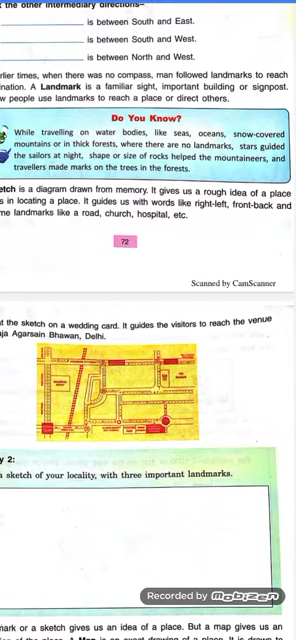 the other intermediary directions–
is between South and East.
is between South and West.
is between North and West.
rlier times, when there was no compass, man followed landmarks to reach
ination. A Landmark is a familiar sight, important building or signpost.
w people use landmarks to reach a place or direct others.
Do You Know?
While travelling on water bodies, like seas, oceans, snow-covered
mountains or in thick forests, where there are no landmarks, stars guided
the sailors at night, shape or size of rocks helped the mountaineers, and
travellers made marks on the trees in the forests.
etch is a diagram drawn from memory. It gives us a rough idea of a place
s in locating a place. It guides us with words like right-left, front-back and
me landmarks like a road, church, hospital, etc.
72
Scanned by CamScanner
t the sketch on a wedding card. It guides the visitors to reach the venue
ja Agarsain Bhawan, Delhi.
y 2:
a sketch of your locality, with three important landmarks.
Recorded by Mobizen
mark or a sketch gives us an idea of a place. But a map gives us an